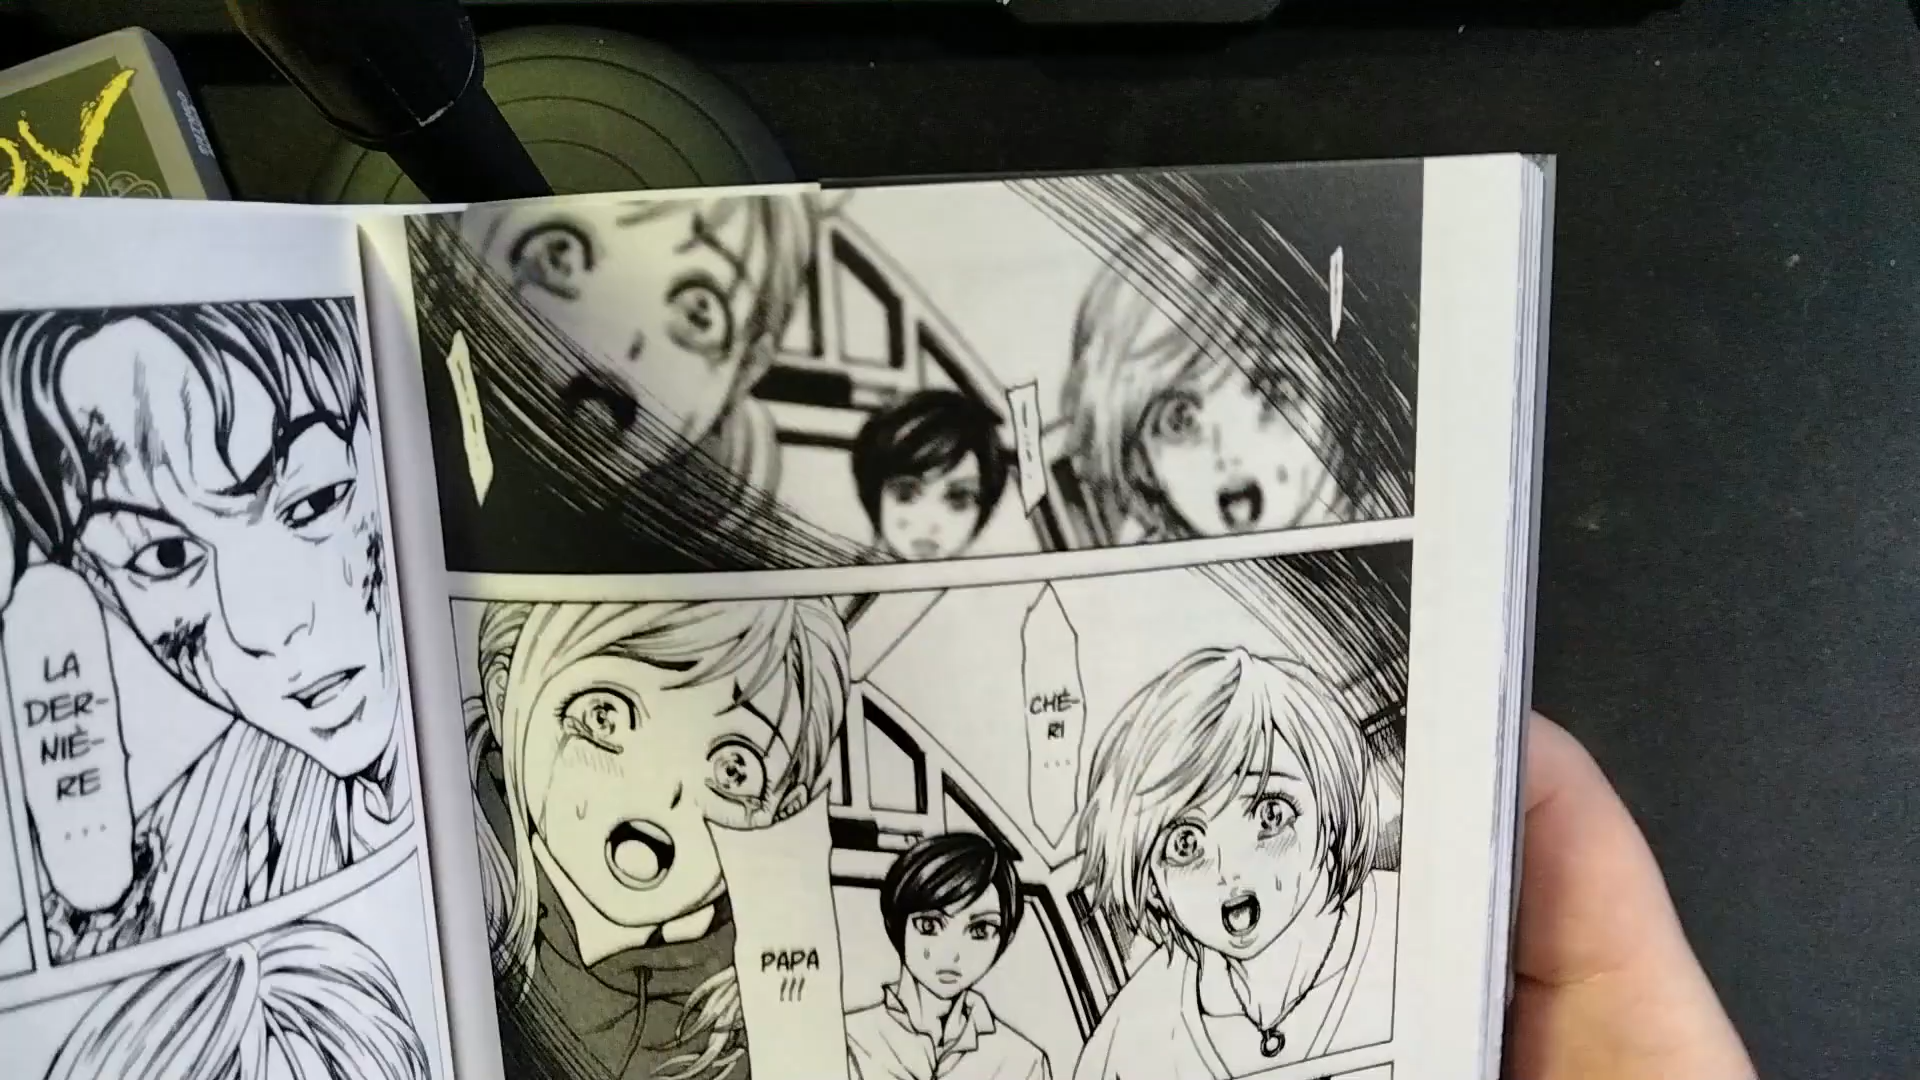 LA
DER-
NIÈ-
RE
...
CHÉ-
RI
...
PAPA
!!!